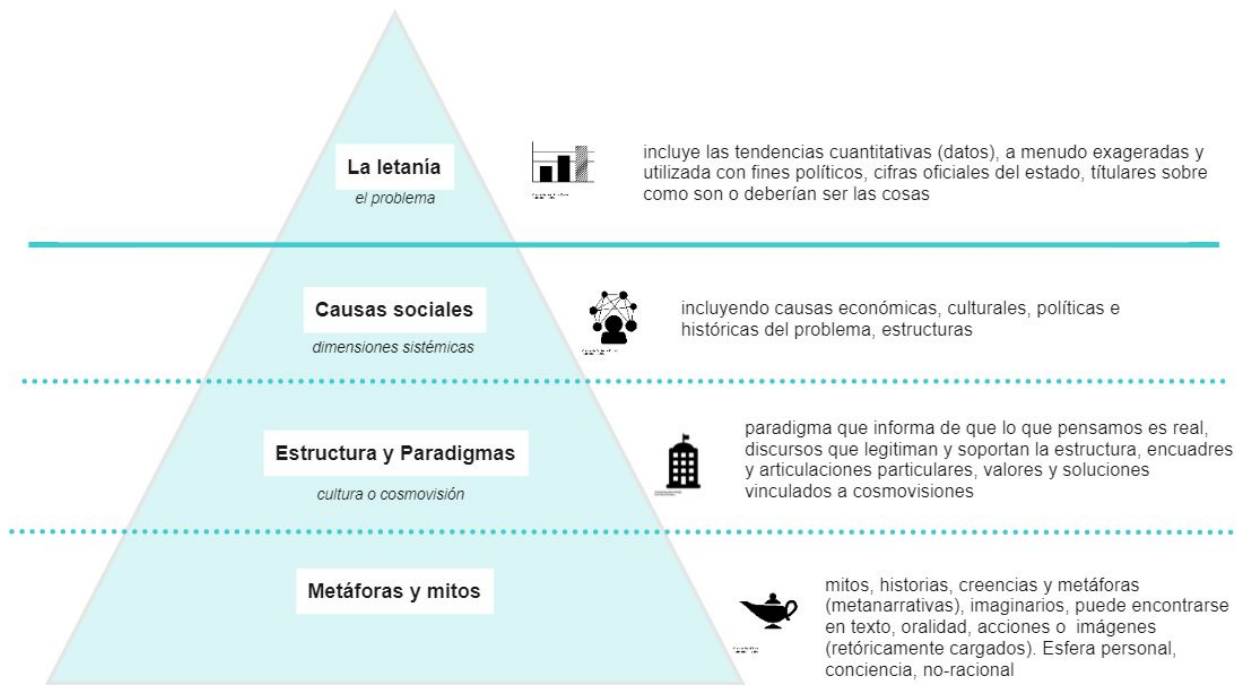 La letanía
el problema
incluye las tendencias cuantitativas (datos), a menudo exageradas y
utilizada con fines políticos, cifras oficiales del estado, títulares sobre
como son o deberían ser las cosas
Causas sociales
dimensiones sistémicas
incluyendo causas económicas, culturales, políticas e
históricas del problema, estructuras
Estructura y Paradigmas
cultura o cosmovisión
paradigma que informa de que lo que pensamos es real,
discursos que legitiman y soportan la estructura, encuadres
y articulaciones particulares, valores y soluciones
vinculados a cosmovisiones
Metáforas y mitos
mitos, historias, creencias y metáforas
(metanarrativas), imaginarios, puede encontrarse
en texto, oralidad, acciones o imágenes
(retóricamente cargados). Esfera personal,
conciencia, no-racional